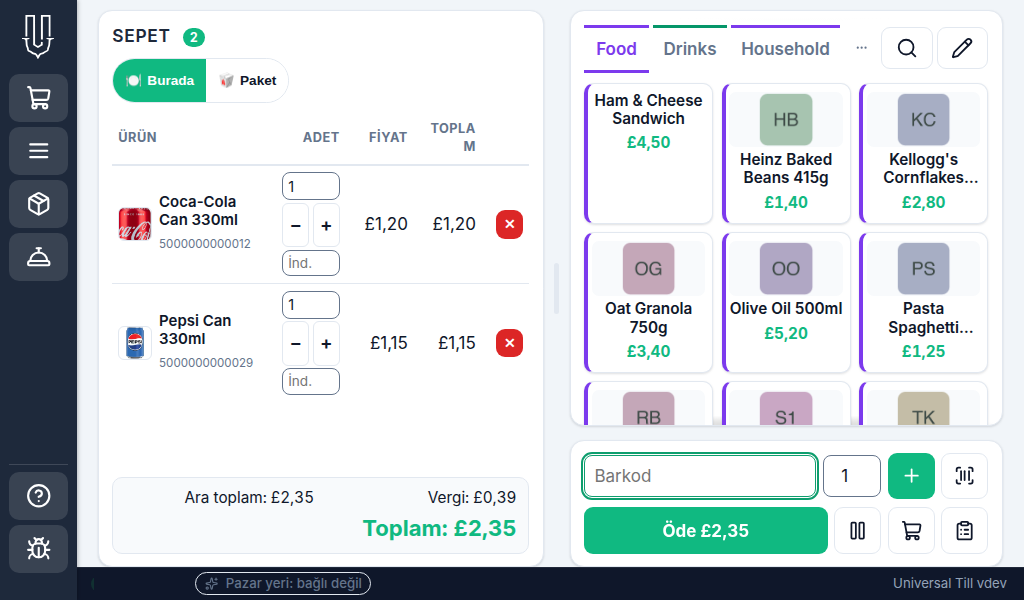 SEPET 2
Burada Paket
ÜRÜN ADET FİYAT TOPLA
M
Coca-Cola
Can 330ml
5000000000012
1
− +
İnd.
£1,20 £1,20
Pepsi Can
330ml
5000000000029
1
− +
İnd.
£1,15 £1,15
Ara toplam: £2,35 Vergi: £0,39
Toplam: £2,35
Food Drinks Household ...
Ham & Cheese
Sandwich
£4,50
HB
Heinz Baked
Beans 415g
£1,40
KC
Kellogg's
Cornflakes...
£2,80
OG
Oat Granola
750g
£3,40
OO
Olive Oil 500ml
£5,20
PS
Pasta
Spaghetti...
£1,25
RB S1 TK
Barkod 1 +
Öde £2,35
Pazar yeri: bağlı değil Universal Till vdev